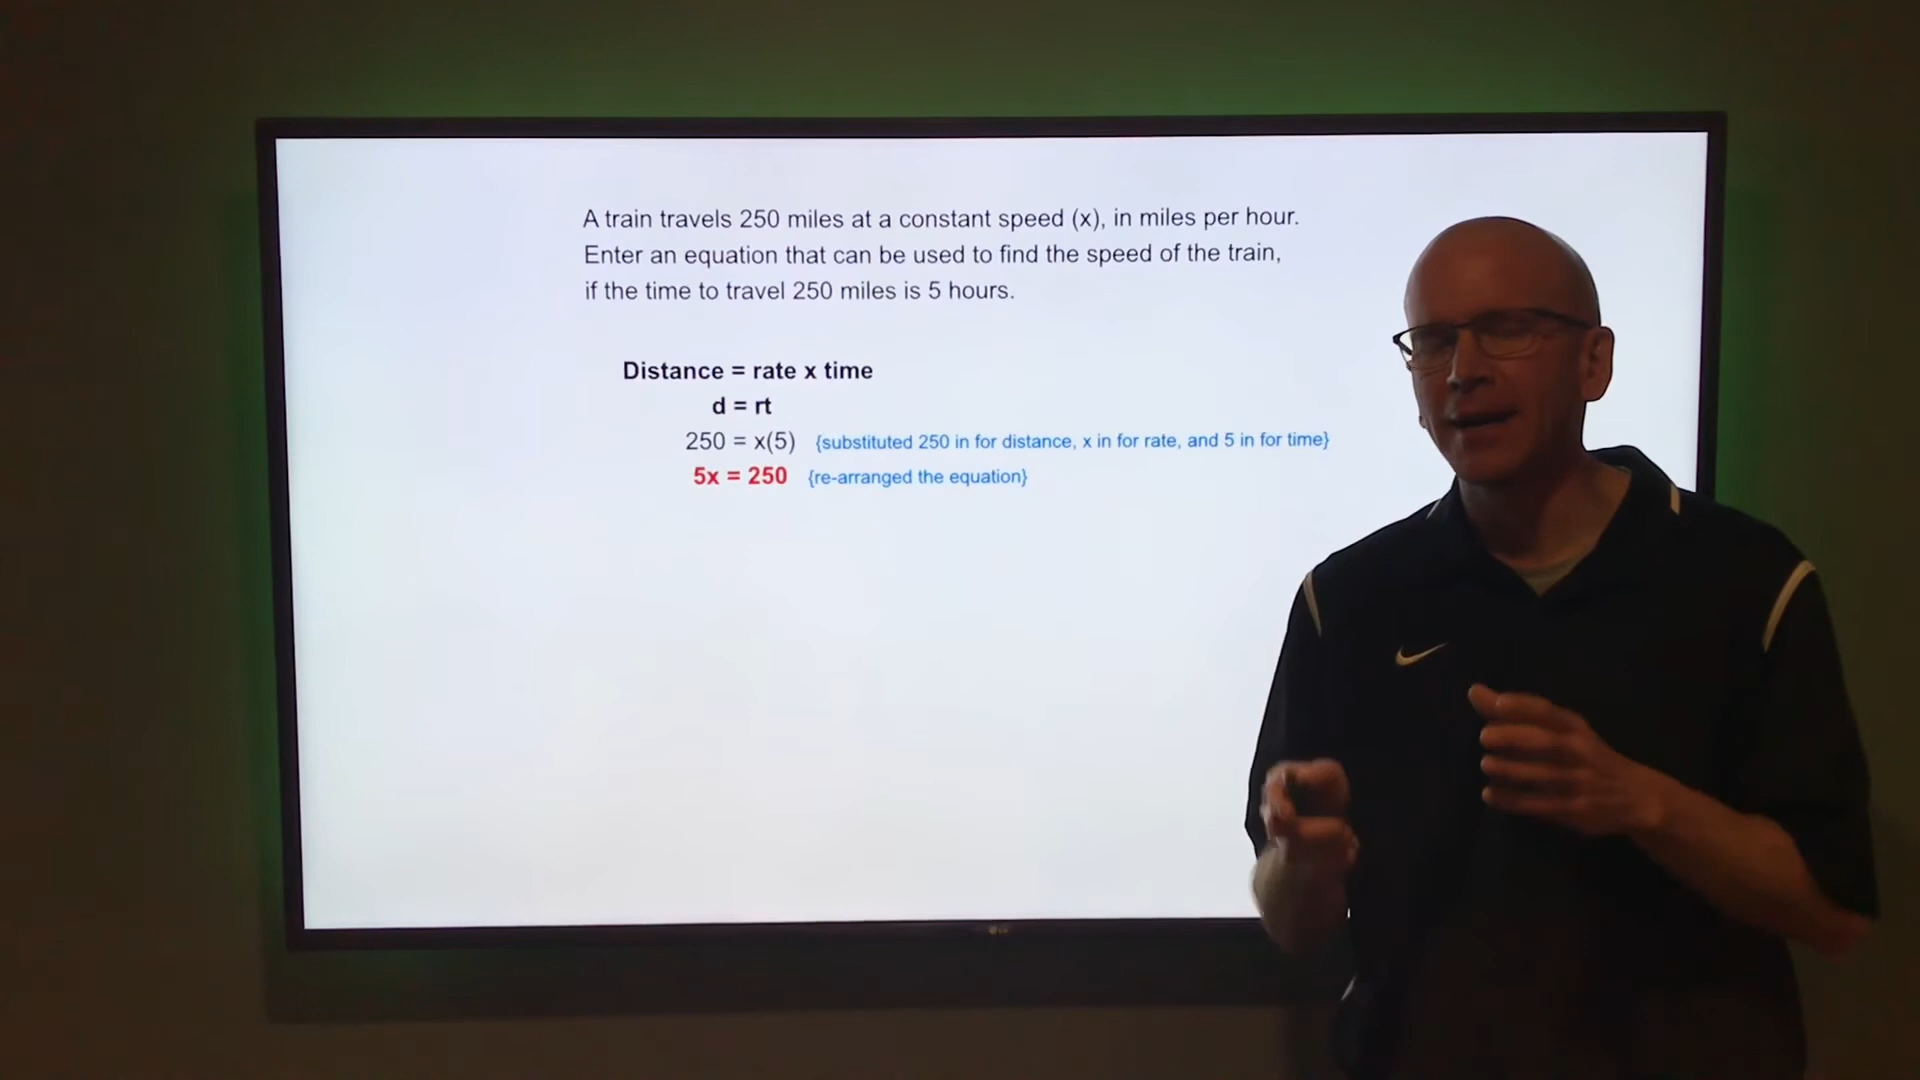 A train travels 250 miles at a constant speed (x), in miles per hour.
Enter an equation that can be used to find the speed of the train,
if the time to travel 250 miles is 5 hours.
Distance = rate x time
d = rt
250 = x(5) {substituted 250 in for distance, x in for rate, and 5 in for time}
5x = 250 {re-arranged the equation}
LG